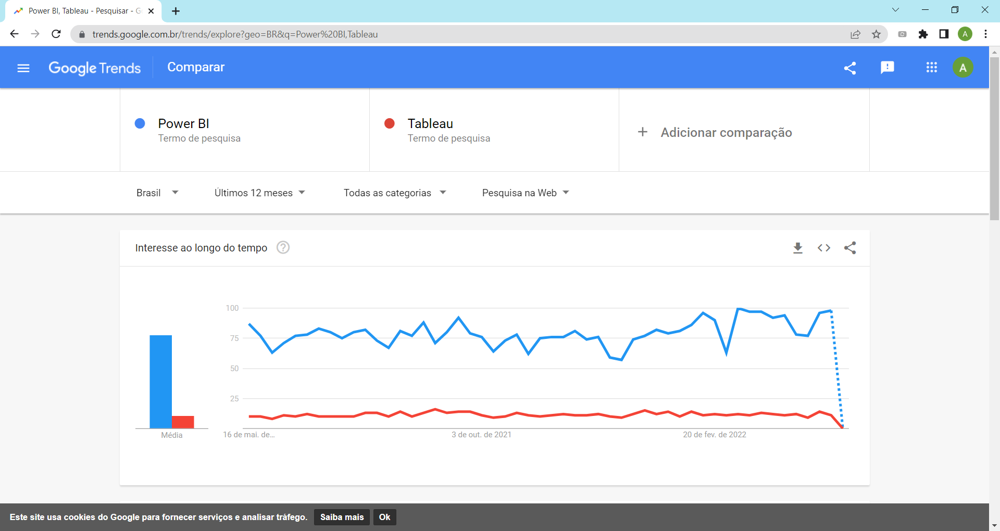 Power BI, Tableau - Pesquisar - G
trends.google.com.br/trends/explore?geo=BR&q=Power%20BI,Tableau
A
Google Trends
Comparar
A
Power BI
Termo de pesquisa
Tableau
Termo de pesquisa
+ Adicionar comparação
Brasil
Últimos 12 meses
Todas as categorias
Pesquisa na Web
Interesse ao longo do tempo
?
100
75
50
25
Média
16 de mai. de...
3 de out. de 2021
20 de fev. de 2022
Este site usa cookies do Google para fornecer serviços e analisar tráfego.
Saiba mais
Ok